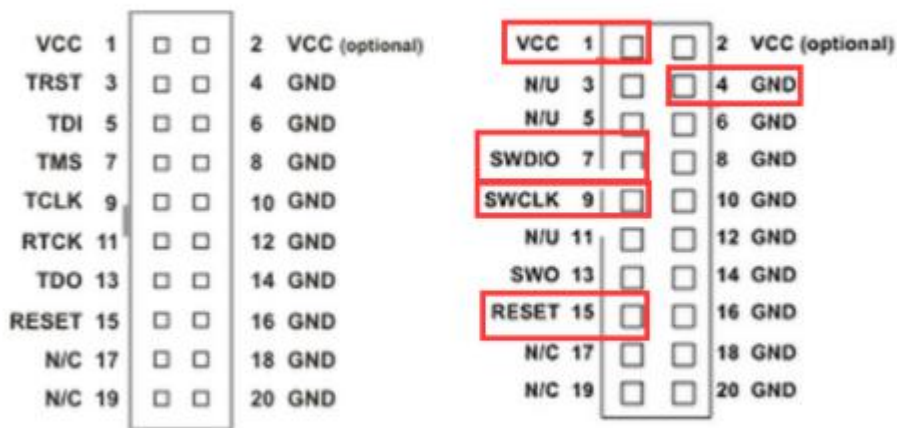 VCC 1 2 VCC (optional)
TRST 3 4 GND
TDI 5 6 GND
TMS 7 8 GND
TCLK 9 10 GND
RTCK 11 12 GND
TDO 13 14 GND
RESET 15 16 GND
N/C 17 18 GND
N/C 19 20 GND
VCC 1 2 VCC (optional)
N/U 3 4 GND
N/U 5 6 GND
SWDIO 7 8 GND
SWCLK 9 10 GND
N/U 11 12 GND
SWO 13 14 GND
RESET 15 16 GND
N/C 17 18 GND
N/C 19 20 GND